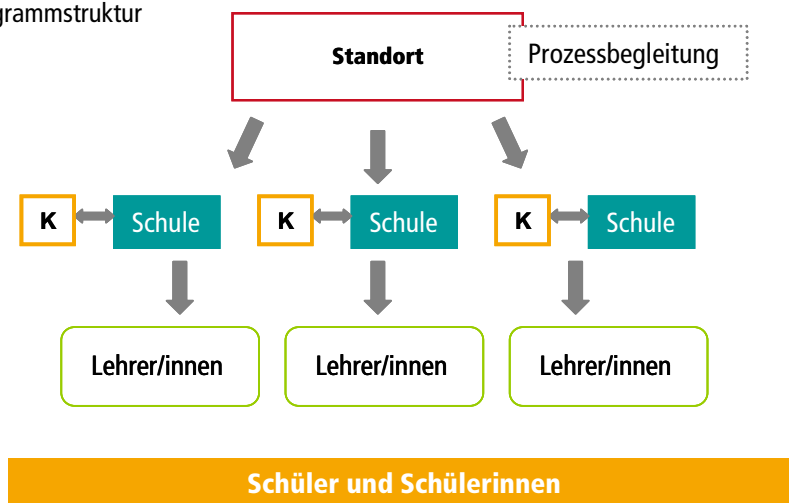 grammstruktur
Standort
Prozessbegleitung
K
Schule
K
Schule
K
Schule
Lehrer/innen
Lehrer/innen
Lehrer/innen
Schüler und Schülerinnen